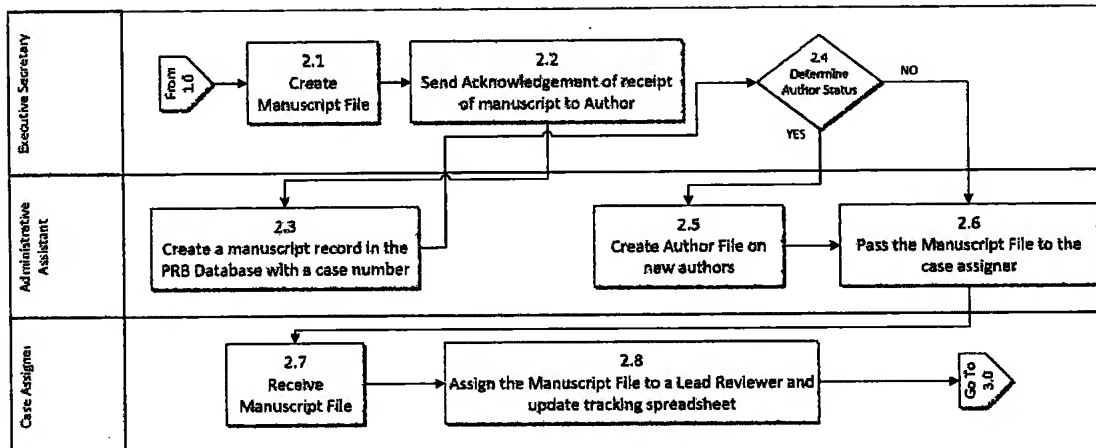 Executive Secretary
From
1.0
2.1
Create
Manuscript File
2.2
Send Acknowledgement of receipt
of manuscript to Author
2.4
Determine
Author Status
NO
YES
Administrative
Assistant
2.3
Create a manuscript record in the
PRB Database with a case number
2.5
Create Author File on
new authors
2.6
Pass the Manuscript File to the
case assigner
Case Assigner
2.7
Receive
Manuscript File
2.8
Assign the Manuscript File to a Lead Reviewer and
update tracking spreadsheet
Go To
3.0